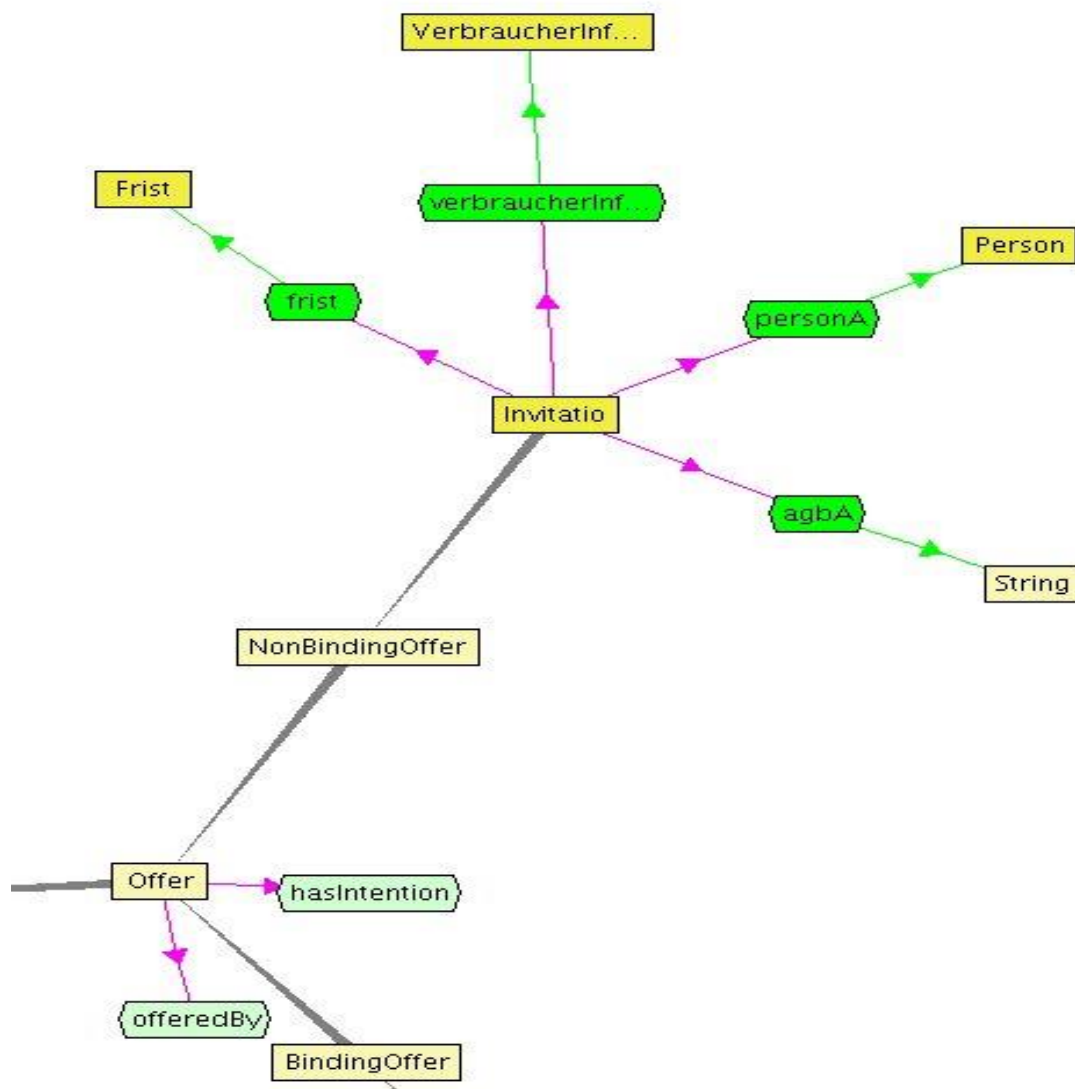 VerbraucherInf...
Frist
verbraucherInf...
Person
frist
personA
Invitatio
agbA
String
NonBindingOffer
Offer
hasIntention
offeredBy
BindingOffer